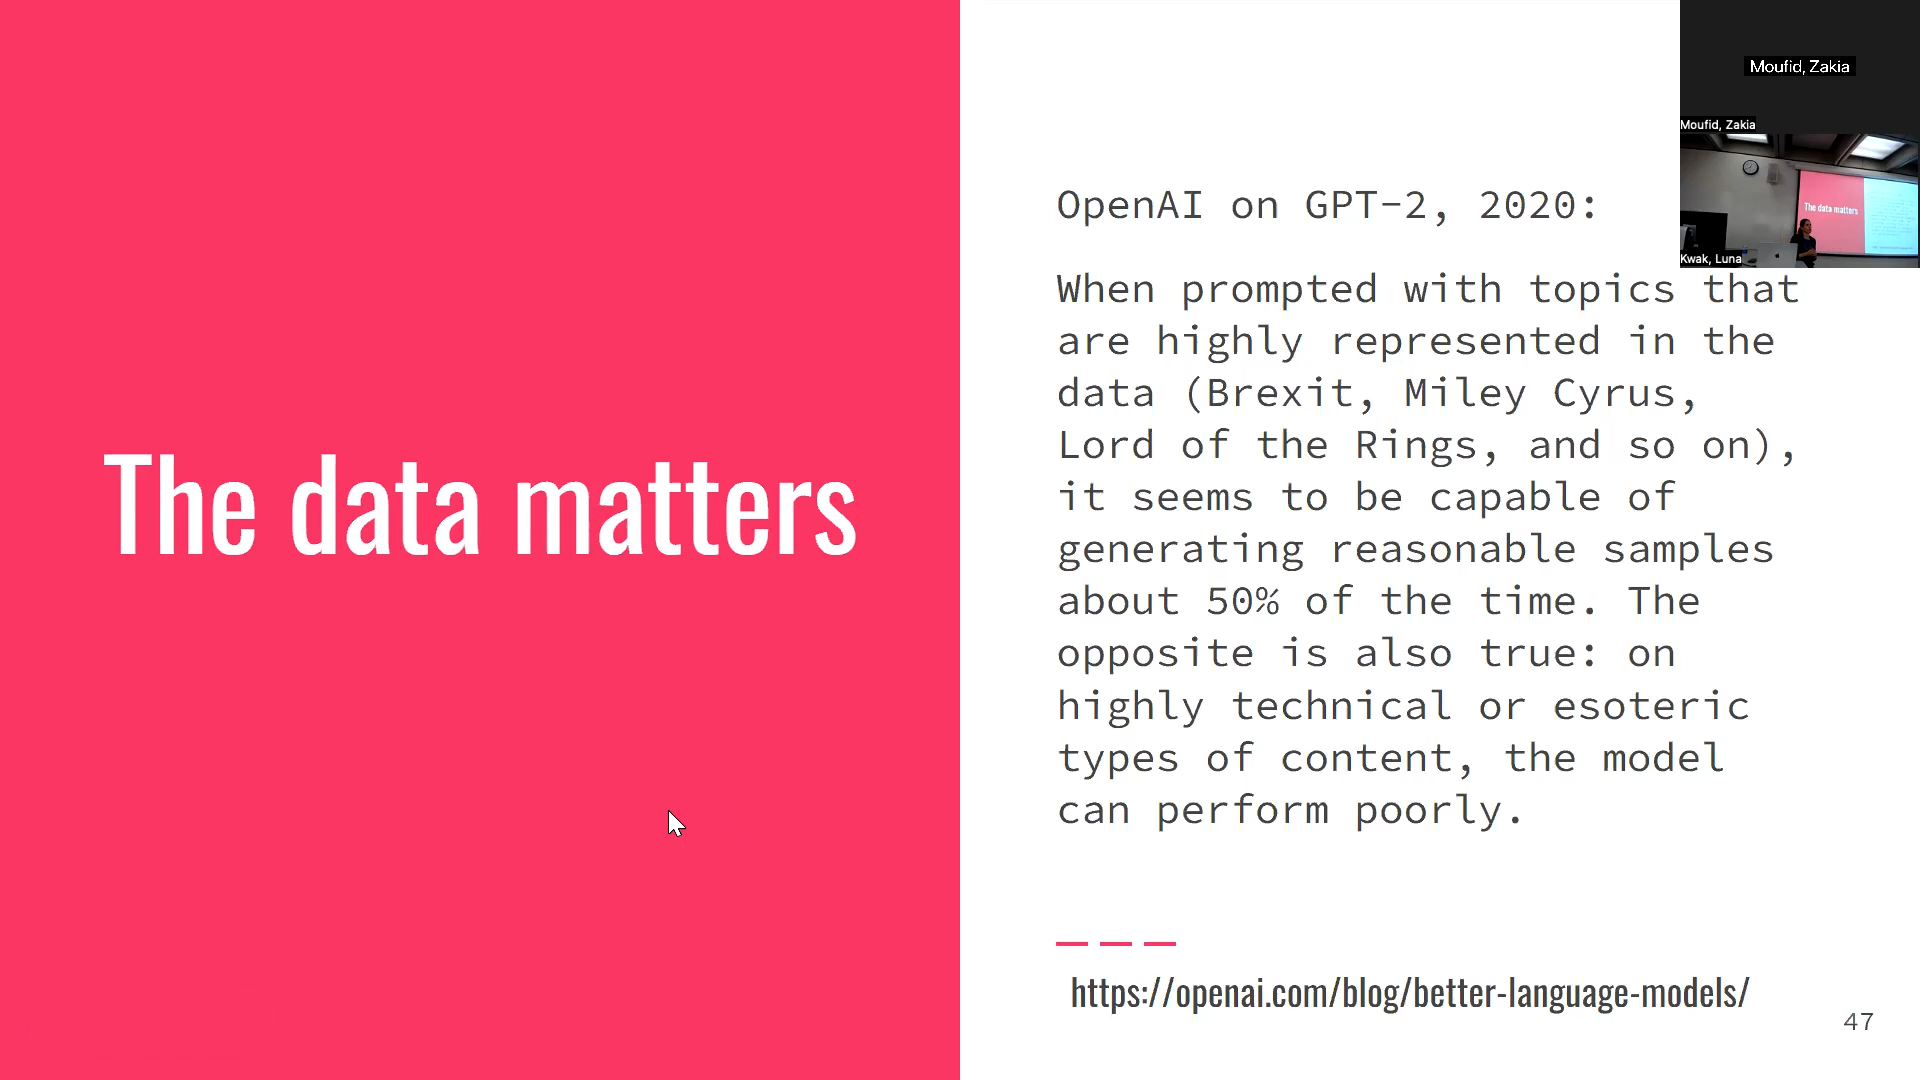 The data matters
OpenAI on GPT-2, 2020:
When prompted with topics that
are highly represented in the
data (Brexit, Miley Cyrus,
Lord of the Rings, and so on),
it seems to be capable of
generating reasonable samples
about 50% of the time. The
opposite is also true: on
highly technical or esoteric
types of content, the model
can perform poorly.
https://openai.com/blog/better-language-models/
47
Moufid, Zakia
Moufid, Zakia
The data matters
Kwak, Luna